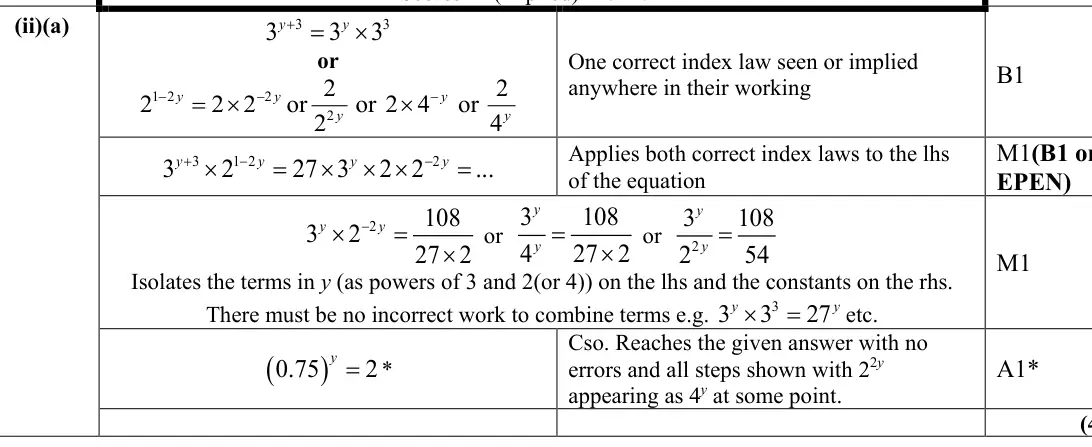 (ii)(a)
3^{y+3} = 3^y × 3^3
or
2^{1−2y} = 2 × 2^{−2y} or \frac{2}{2^{2y}} or 2 × 4^{−y} or \frac{2}{4^y}
One correct index law seen or implied
anywhere in their working
B1
3^{y+3} × 2^{1−2y} = 27 × 3^y × 2 × 2^{−2y} = ...
Applies both correct index laws to the lhs
of the equation
M1(B1 on
EPEN)
3^y × 2^{−2y} = \frac{108}{27 × 2} or \frac{3^y}{4^y} = \frac{108}{27 × 2} or \frac{3^y}{2^{2y}} = \frac{108}{54}
Isolates the terms in y (as powers of 3 and 2(or 4)) on the lhs and the constants on the rhs.
There must be no incorrect work to combine terms e.g. 3^y × 3^3 = 27^y etc.
M1
(0.75)^y = 2 *
Cso. Reaches the given answer with no
errors and all steps shown with 2^{2y}
appearing as 4^y at some point.
A1*